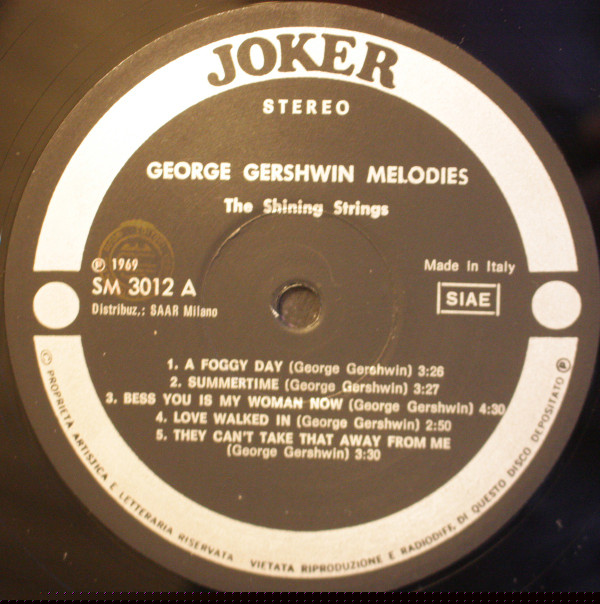 JOKER
STEREO
GEORGE GERSHWIN MELODIES
The Shining Strings
℗ 1969
SM 3012 A
Distribuz.: SAAR Milano
Made in Italy
SIAE
1. A FOGGY DAY (George Gershwin) 3:26
2. SUMMERTIME (George Gershwin) 3:27
3. BESS YOU IS MY WOMAN NOW (George Gershwin) 4:30
4. LOVE WALKED IN (George Gershwin) 2:50
5. THEY CAN'T TAKE THAT AWAY FROM ME
(George Gershwin) 3:30
© PROPRIETÀ ARTISTICA E LETTERARIA RISERVATA VIETATA RIPRODUZIONE E RADIODIFF. DI QUESTO DISCO DEPOSITATO ℗